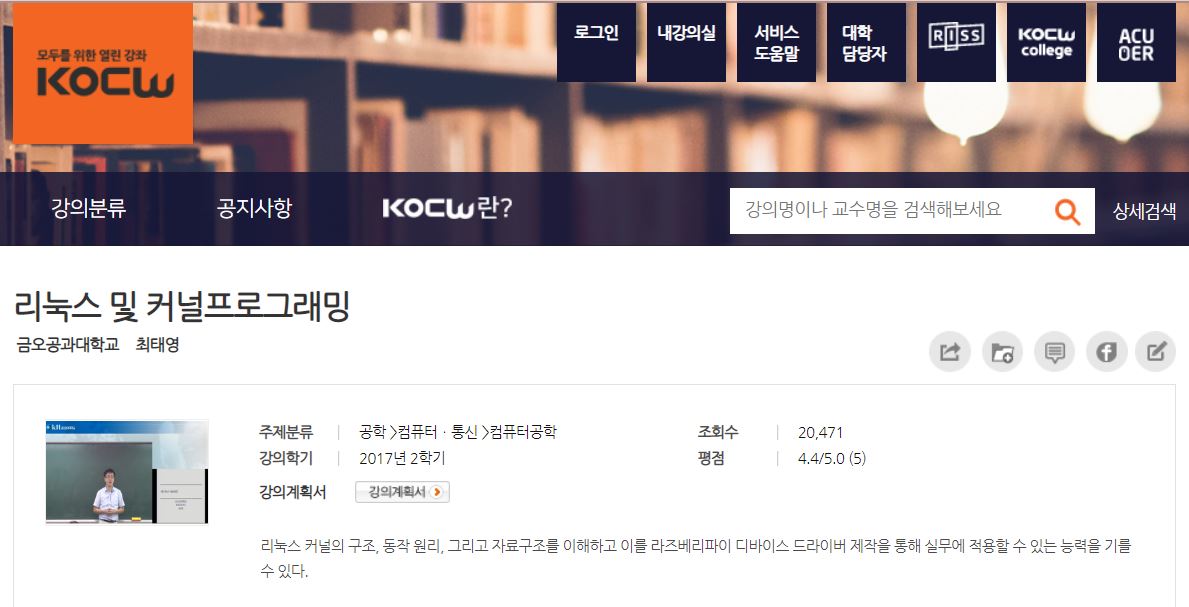 모두를 위한 열린 강좌
KOCW
로그인
내강의실
서비스
도움말
대학
담당자
RISS
KOCW
college
ACU
OER
강의분류
공지사항
KOCW란?
강의명이나 교수명을 검색해보세요
상세검색
리눅스 및 커널프로그래밍
금오공과대학교 최태영
주제분류 | 공학 >컴퓨터ㆍ통신 >컴퓨터공학
조회수 | 20,471
강의학기 | 2017년 2학기
평점 | 4.4/5.0 (5)
강의계획서 강의계획서
리눅스 커널의 구조, 동작 원리, 그리고 자료구조를 이해하고 이를 라즈베리파이 디바이스 드라이버 제작을 통해 실무에 적용할 수 있는 능력을 기를
수 있다.